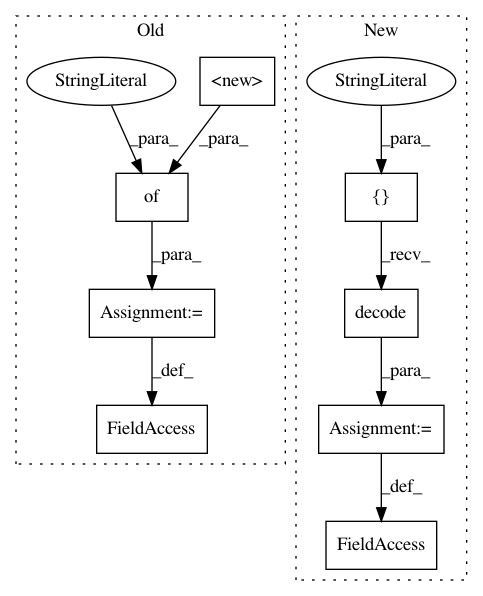 Old
New
StringLiteral
<new>
StringLiteral
_para_
_para_
_para_
of
{}
_para_
_recv_
Assignment:=
decode
_def_
_para_
FieldAccess
Assignment:=
_def_
FieldAccess